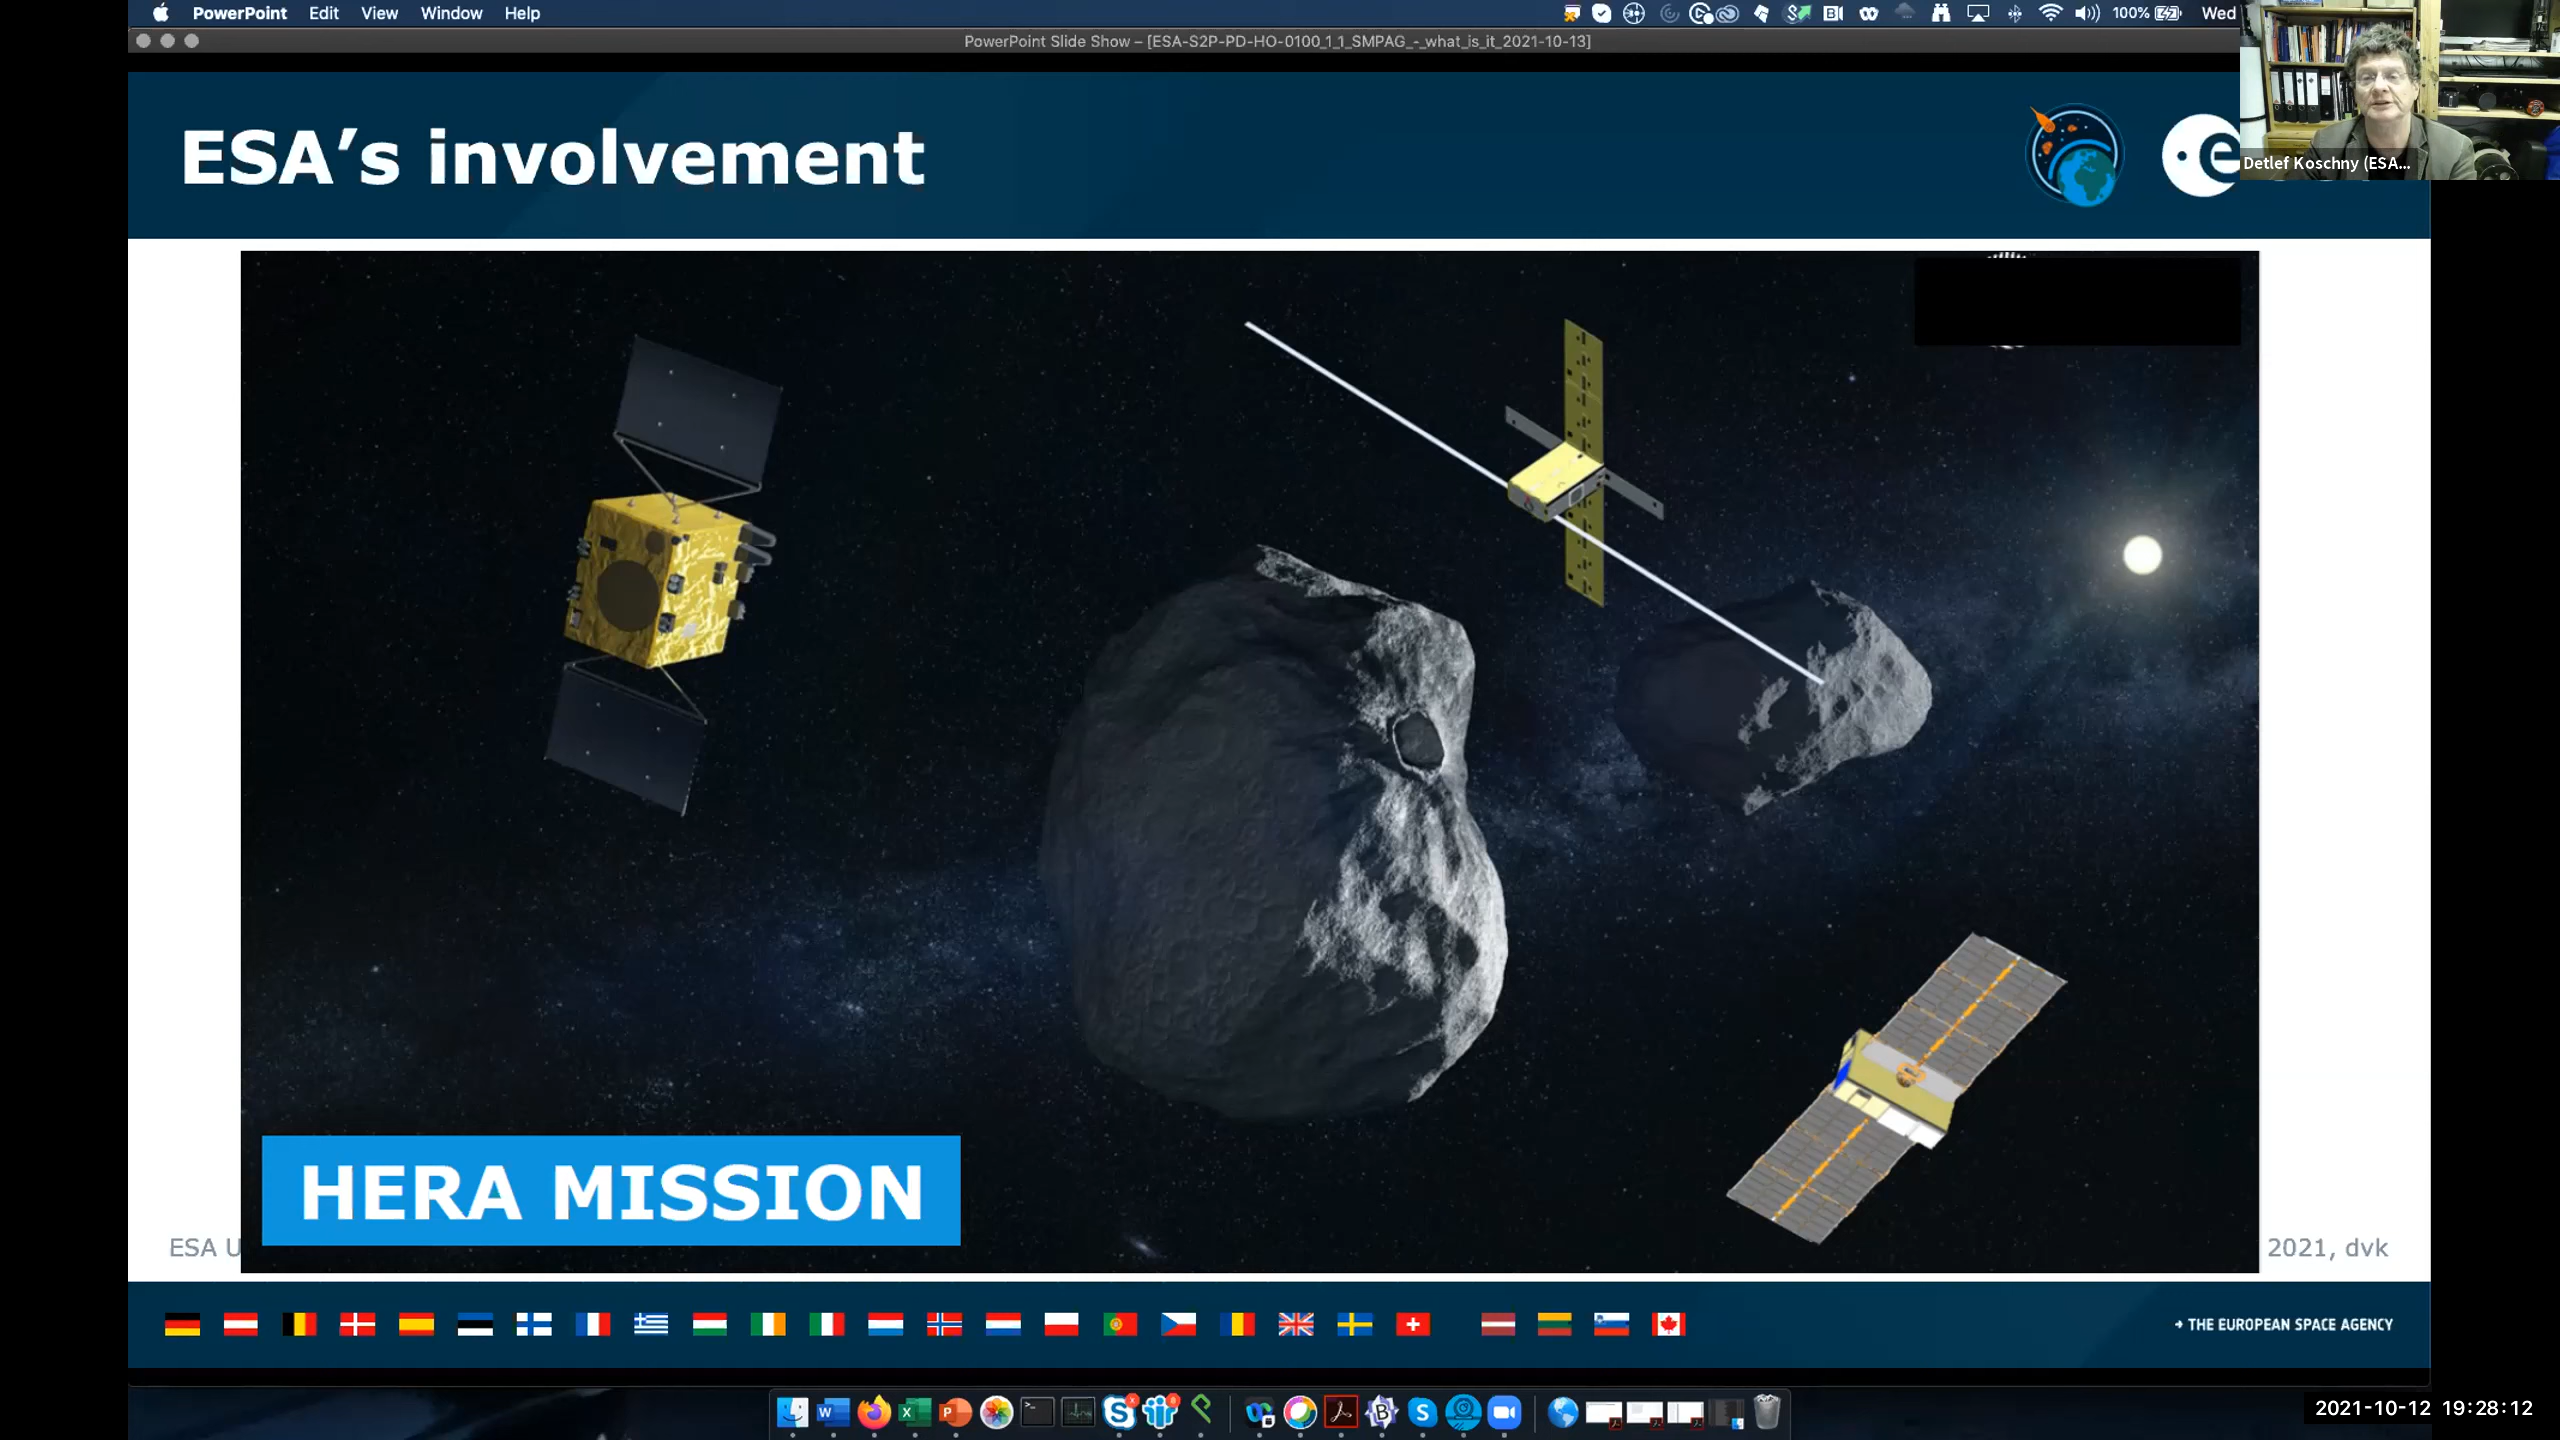 PowerPoint Edit View Window Help
100% Wed
PowerPoint Slide Show – [ESA-S2P-PD-HO-0100_1_1_SMPAG_-_what_is_it_2021-10-13]
ESA’s involvement
e
Detlef Koschny (ESA...
HERA MISSION
ESA U
2021, dvk
→ THE EUROPEAN SPACE AGENCY
2021-10-12 19:28:12